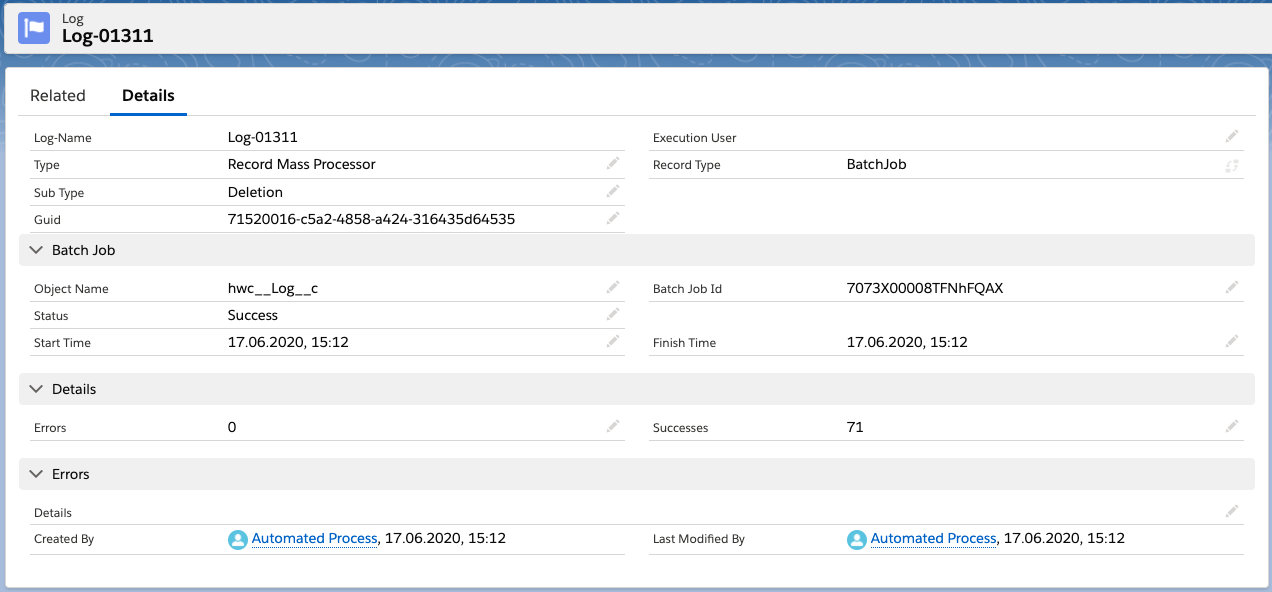 Log
Log-01311
Related Details
Log-Name Log-01311 Execution User
Type Record Mass Processor Record Type BatchJob
Sub Type Deletion
Guid 71520016-c5a2-4858-a424-316435d64535
Batch Job
Object Name hwc__Log__c Batch Job Id 7073X00008TFNhFQAX
Status Success
Start Time 17.06.2020, 15:12 Finish Time 17.06.2020, 15:12
Details
Errors 0 Successes 71
Errors
Details
Created By Automated Process, 17.06.2020, 15:12 Last Modified By Automated Process, 17.06.2020, 15:12